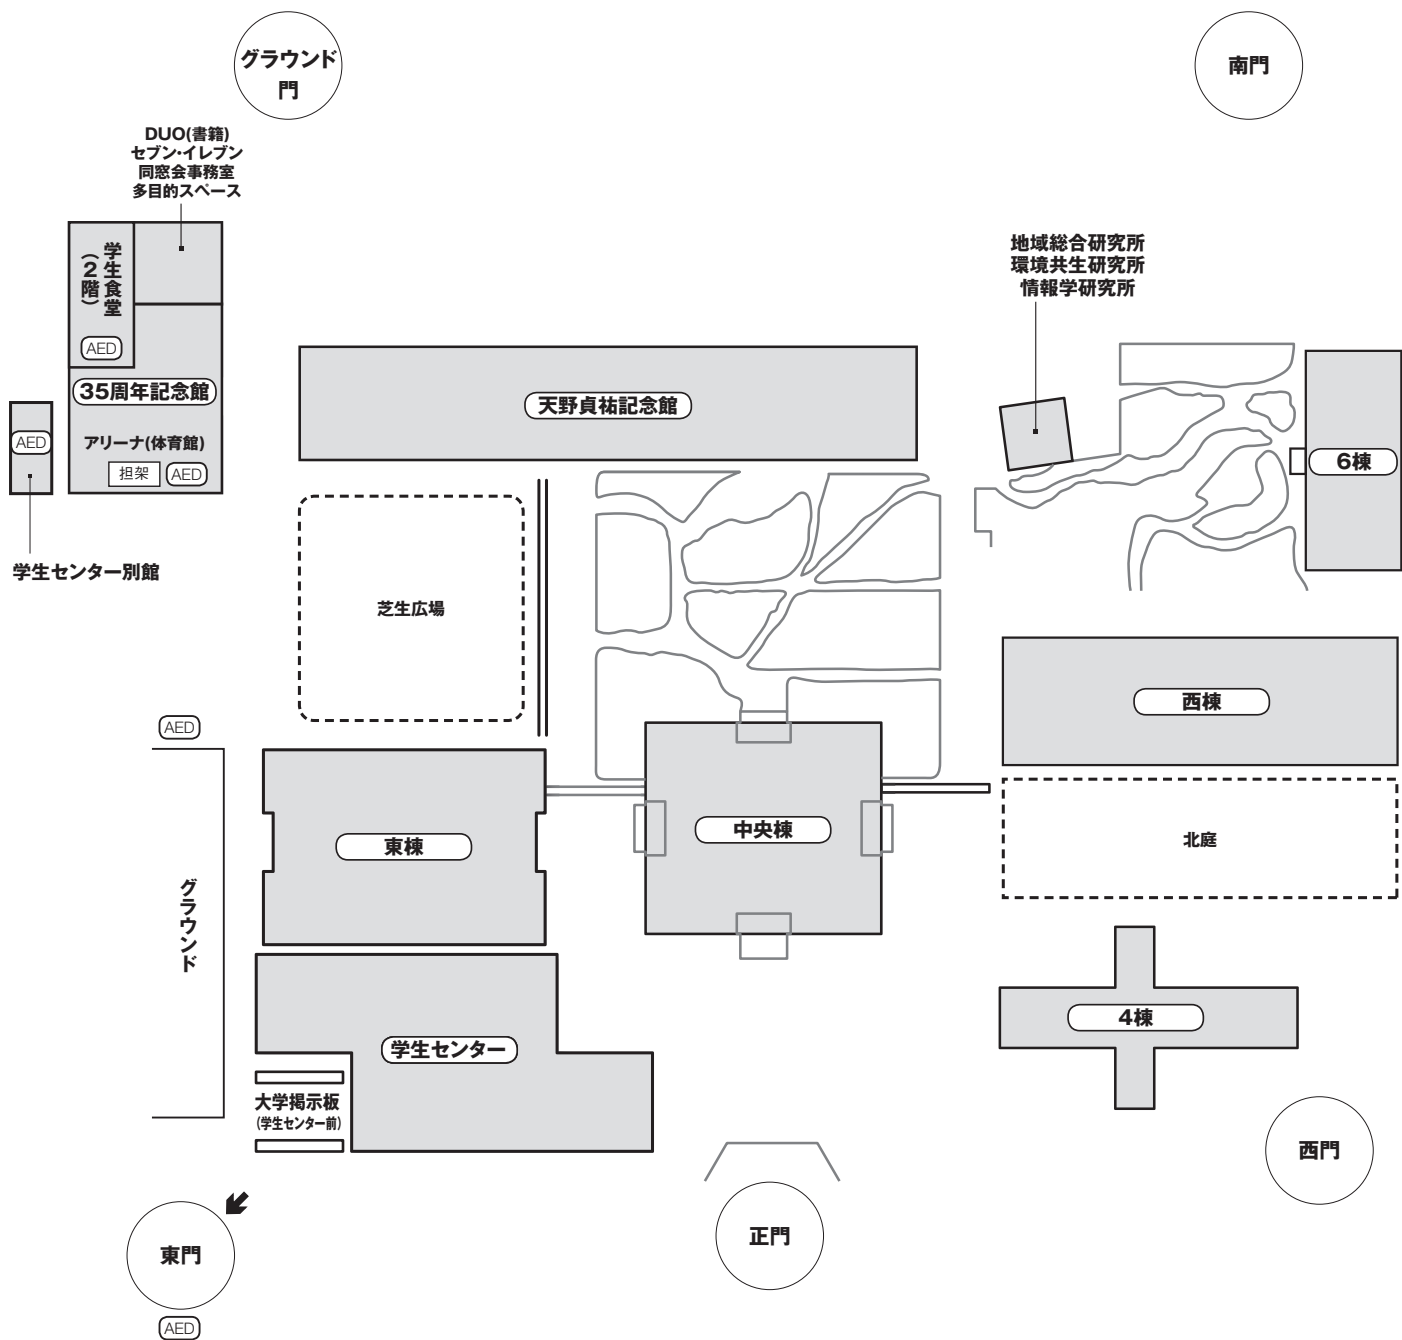 グラウンド
門
南門
DUO(書籍)
セブン・イレブン
同窓会事務室
多目的スペース
学生食堂
(2階)
AED
35周年記念館
アリーナ(体育館)
担架
AED
AED
学生センター別館
天野貞祐記念館
地域総合研究所
環境共生研究所
情報学研究所
6棟
芝生広場
西棟
AED
グラウンド
東棟
中央棟
北庭
学生センター
大学掲示板
(学生センター前)
4棟
西門
正門
東門
AED